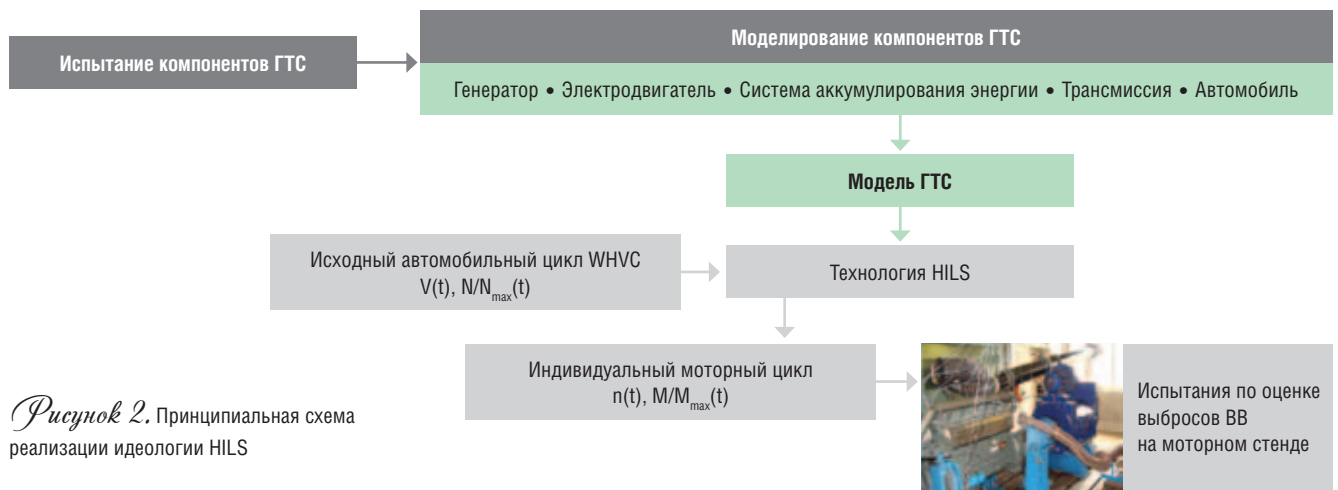 Испытание компонентов ГТС
Моделирование компонентов ГТС
Генератор • Электродвигатель • Система аккумулирования энергии • Трансмиссия • Автомобиль
Модель ГТС
Исходный автомобильный цикл WHVC
V(t), N/Nmax(t)
Технология HILS
Индивидуальный моторный цикл
n(t), M/Mmax(t)
Испытания по оценке
выбросов ВВ
на моторном стенде
Рисунок 2. Принципиальная схема
реализации идеологии HILS